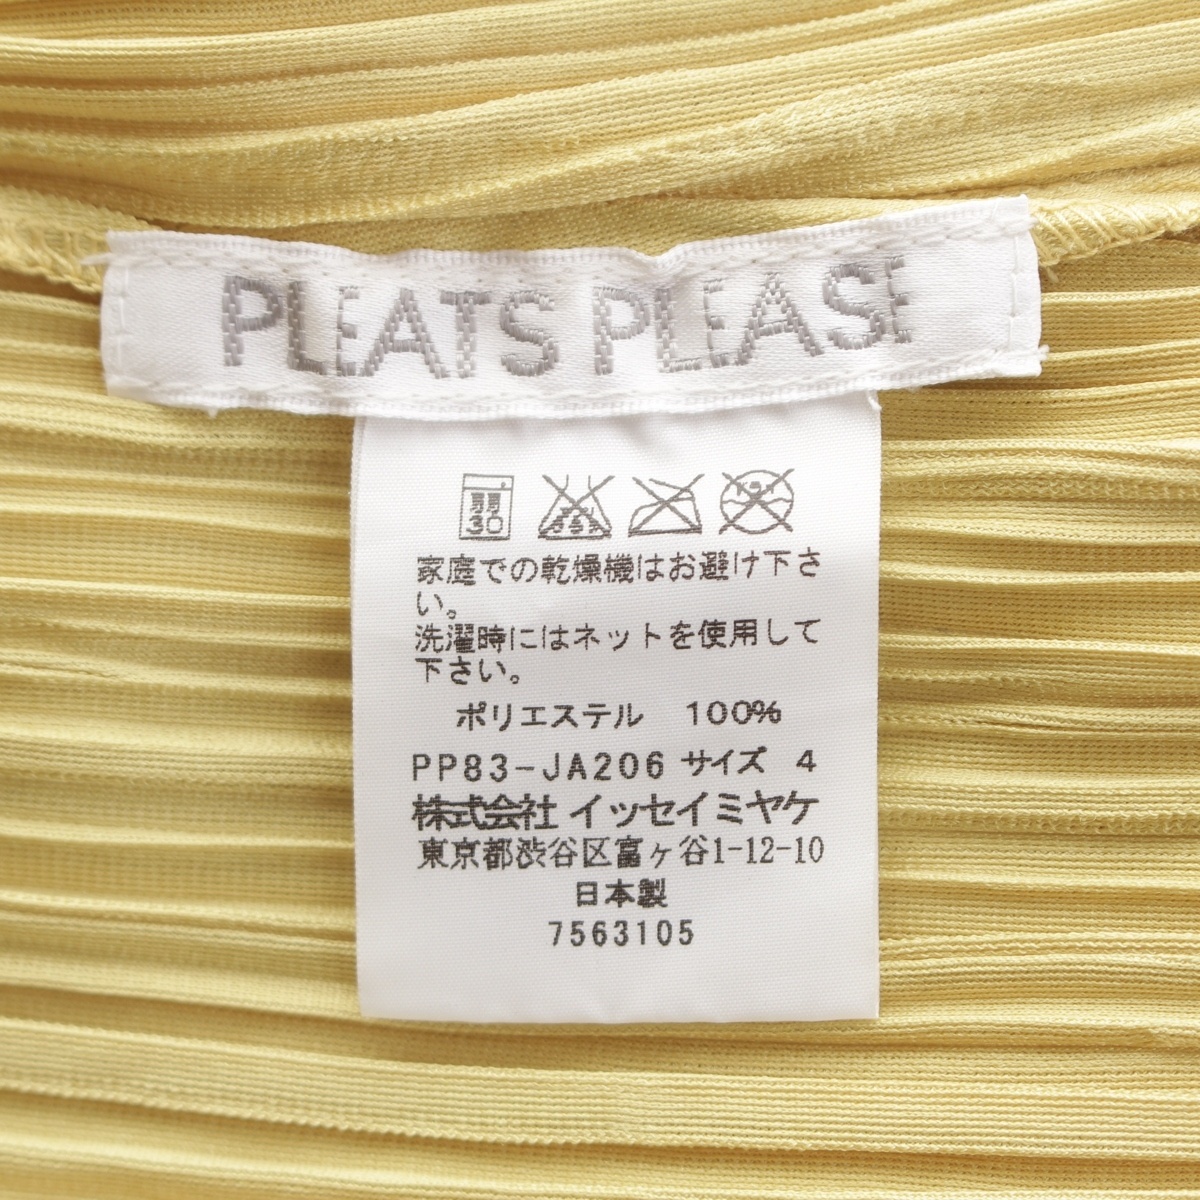 PLEATS PLEASE
弱
30
家庭での乾燥機はお避け下さ
い。
洗濯時にはネットを使用して
下さい。
ポリエステル 100%
PP83-JA206 サイズ 4
株式会社 イッセイミヤケ
東京都渋谷区富ヶ谷1-12-10
日本製
7563105